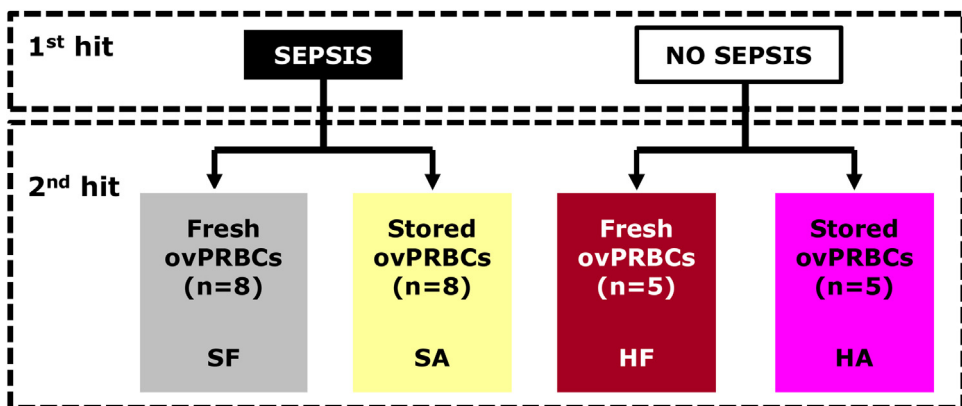 1st hit
SEPSIS
NO SEPSIS
2nd hit
Fresh
ovPRBCs
(n=8)
SF
Stored
ovPRBCs
(n=8)
SA
Fresh
ovPRBCs
(n=5)
HF
Stored
ovPRBCs
(n=5)
HA